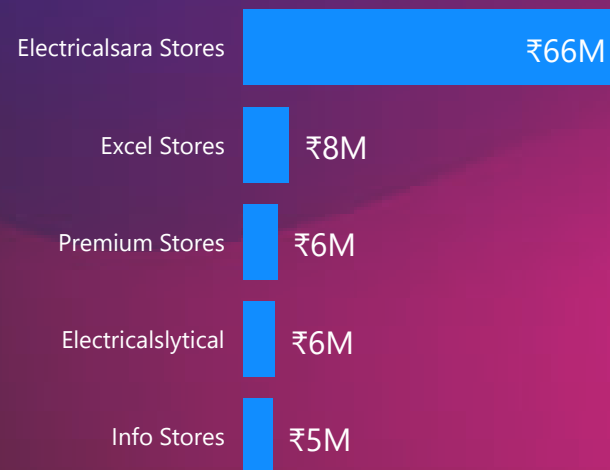 Electricalsara Stores ₹66M
Excel Stores ₹8M
Premium Stores ₹6M
Electricalslytical ₹6M
Info Stores ₹5M